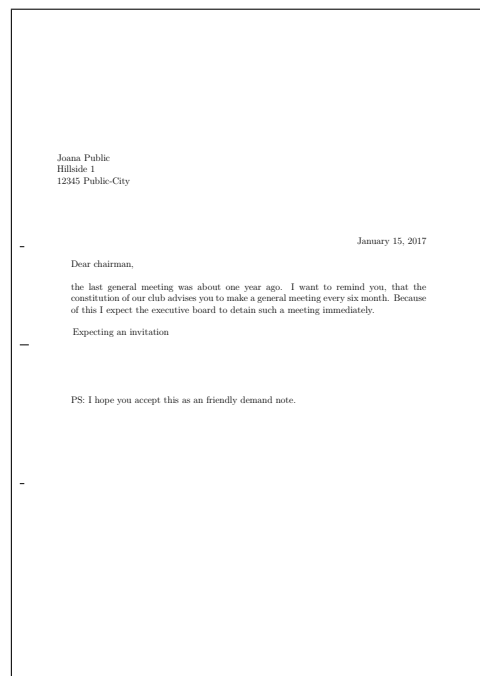 Joana Public
Hillside 1
12345 Public-City
January 15, 2017
Dear chairman,
the last general meeting was about one year ago. I want to remind you, that the
constitution of our club advises you to make a general meeting every six month. Because
of this I expect the executive board to detain such a meeting immediately.
Expecting an invitation
PS: I hope you accept this as an friendly demand note.